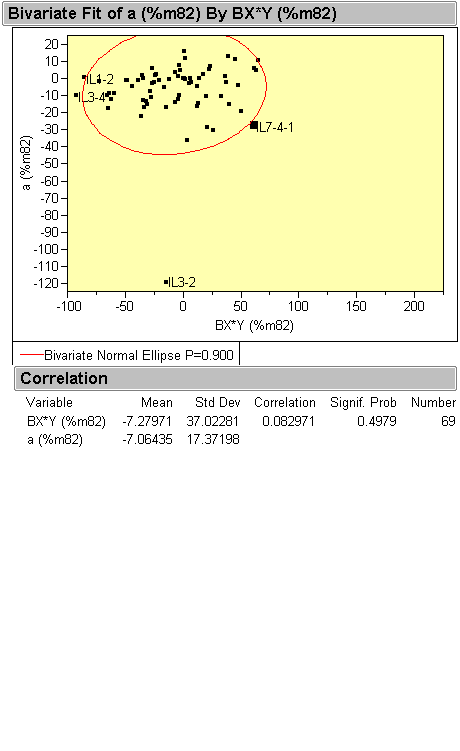 Bivariate Fit of a (%m82) By BX*Y (%m82)
20
10
0
-10
-20
-30
-40
-50
-60
-70
-80
-90
-100
-110
-120
a (%m82)
IL1-2
IL3-4
IL7-4-1
IL3-2
-100 -50 0 50 100 150 200
BX*Y (%m82)
Bivariate Normal Ellipse P=0.900
Correlation
Variable Mean Std Dev Correlation Signif. Prob Number
BX*Y (%m82) -7.27971 37.02281 0.082971 0.4979 69
a (%m82) -7.06435 17.37198